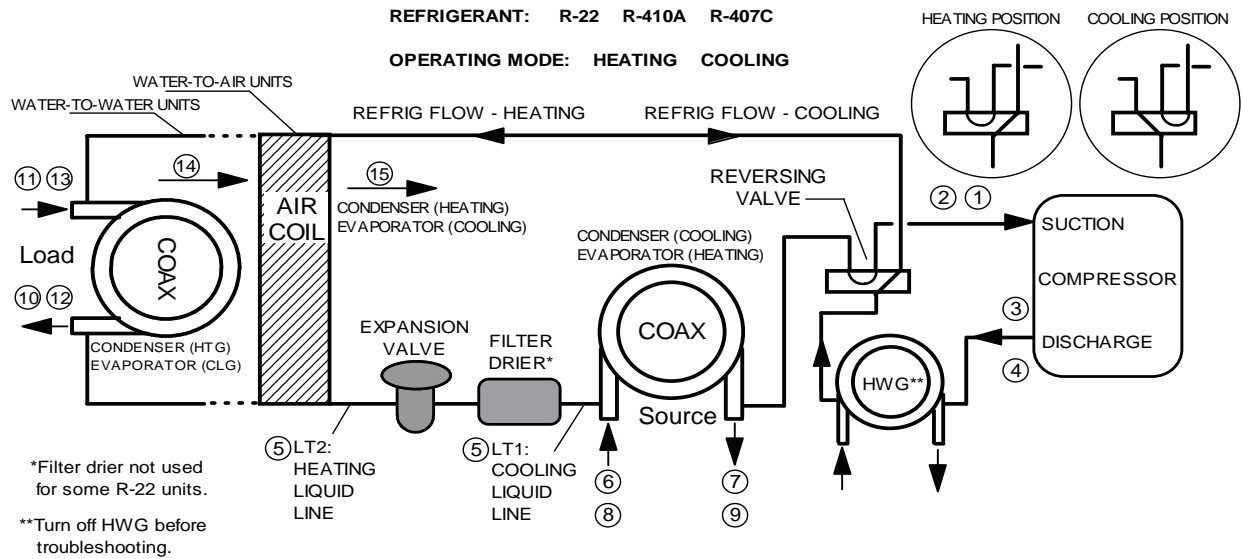 REFRIGERANT: R-22 R-410A R-407C
OPERATING MODE: HEATING COOLING
HEATING POSITION
COOLING POSITION
WATER-TO-AIR UNITS
WATER-TO-WATER UNITS
REFRIG FLOW - HEATING
REFRIG FLOW - COOLING
11 13
14
15
AIR
COIL
CONDENSER (HEATING)
EVAPORATOR (COOLING)
REVERSING
VALVE
2 1
SUCTION
COMPRESSOR
3
DISCHARGE
4
Load
COAX
10 12
CONDENSER (HTG)
EVAPORATOR (CLG)
CONDENSER (COOLING)
EVAPORATOR (HEATING)
COAX
Source
EXPANSION
VALVE
FILTER
DRIER*
HWG**
5 LT2:
HEATING
LIQUID
LINE
5 LT1:
COOLING
LIQUID
LINE
6
8
7
9
*Filter drier not used
for some R-22 units.
**Turn off HWG before
troubleshooting.